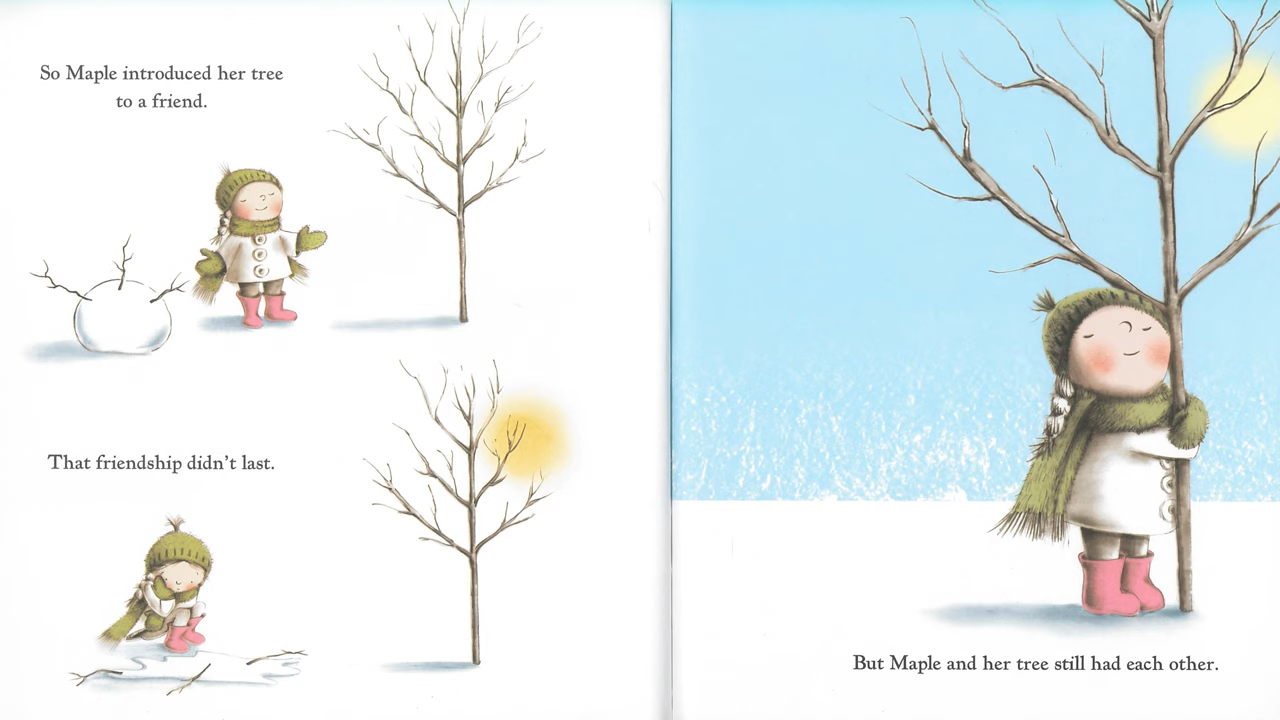 So Maple introduced her tree
to a friend.
That friendship didn't last.
But Maple and her tree still had each other.